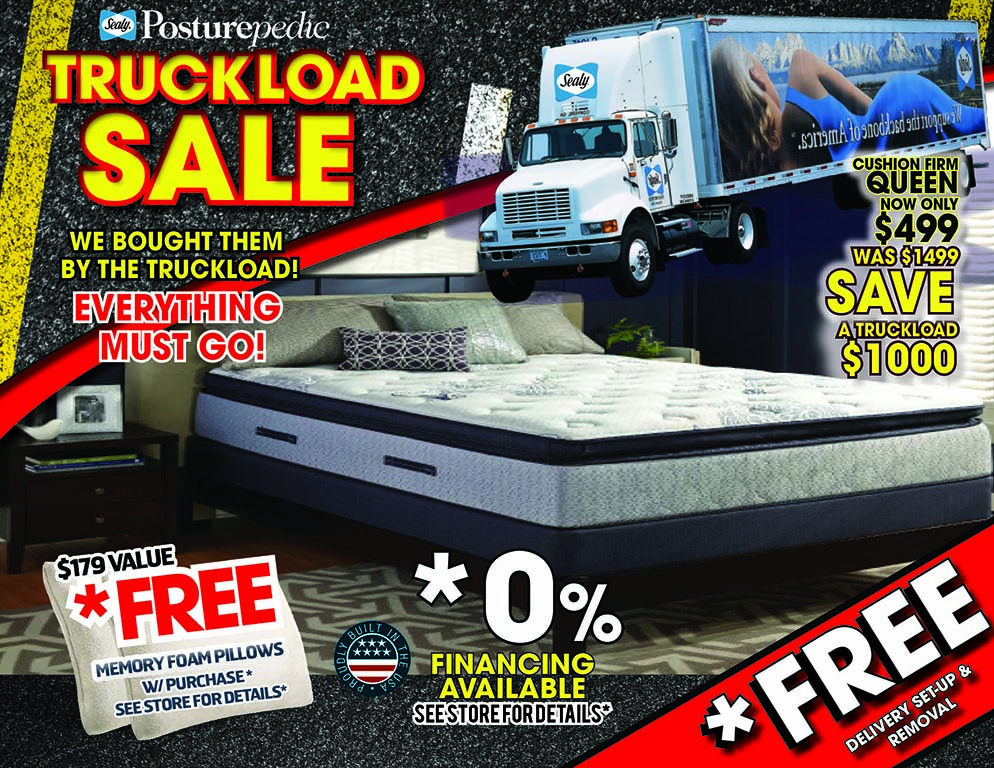 Sealy. Posturepedic
TRUCKLOAD
SALE
WE BOUGHT THEM
BY THE TRUCKLOAD!
EVERYTHING
MUST GO!
Sealy
We support the backbone of America.
CUSHION FIRM
QUEEN
NOW ONLY
$499
WAS $1499
SAVE
A TRUCKLOAD
$1000
$179 VALUE
*FREE
MEMORY FOAM PILLOWS
W/ PURCHASE*
SEE STORE FOR DETAILS*
PROUDLY BUILT IN THE USA
*0%
FINANCING
AVAILABLE
SEE STORE FOR DETAILS*
*FREE
DELIVERY SET-UP &
REMOVAL